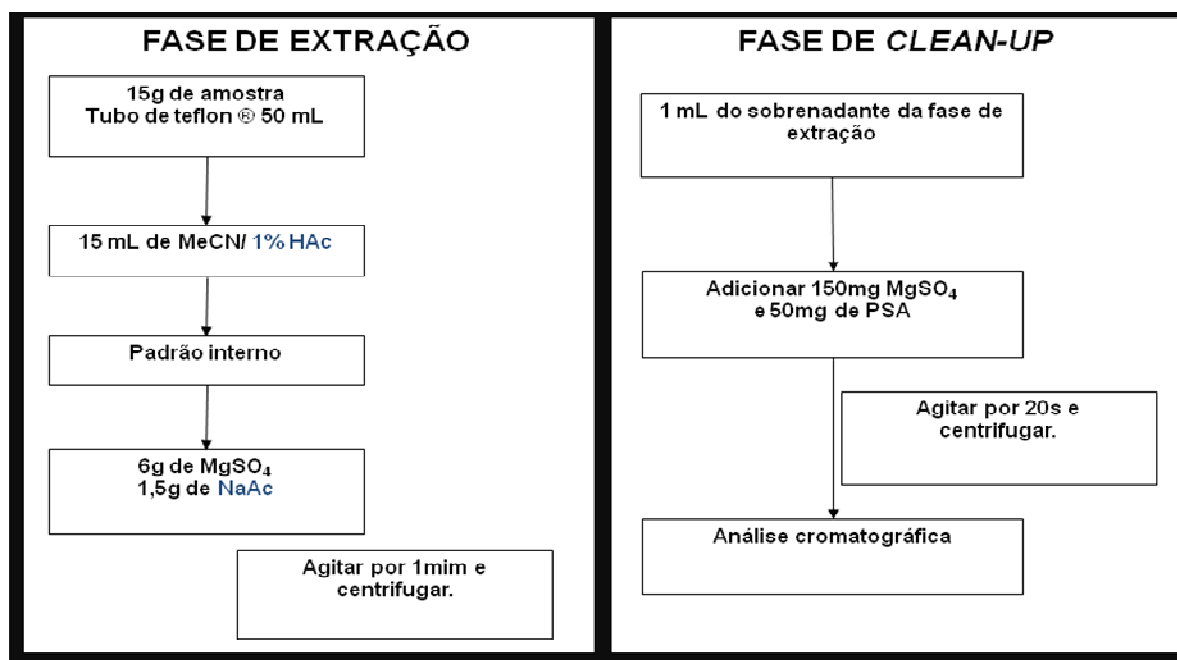 FASE DE EXTRAÇÃO
15g de amostra
Tubo de teflon ® 50 mL
15 mL de MeCN/ 1% HAc
Padrão interno
6g de MgSO₄
1,5g de NaAc
Agitar por 1mim e
centrifugar.
FASE DE CLEAN-UP
1 mL do sobrenadante da fase de
extração
Adicionar 150mg MgSO₄
e 50mg de PSA
Agitar por 20s e
centrifugar.
Análise cromatográfica